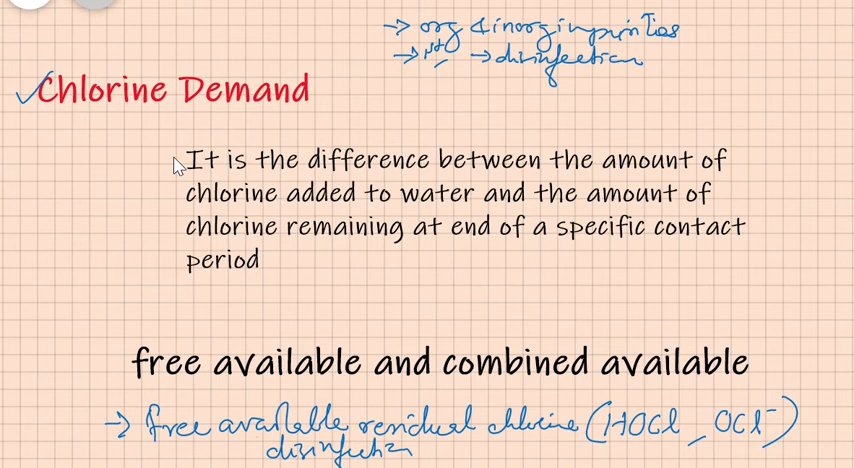 → org & inorg impurities
→ → disinfection
✓Chlorine Demand
It is the difference between the amount of
chlorine added to water and the amount of
chlorine remaining at end of a specific contact
period
free available and combined available
→ free available residual chlorine (HOCl, OCl⁻)
disinfection